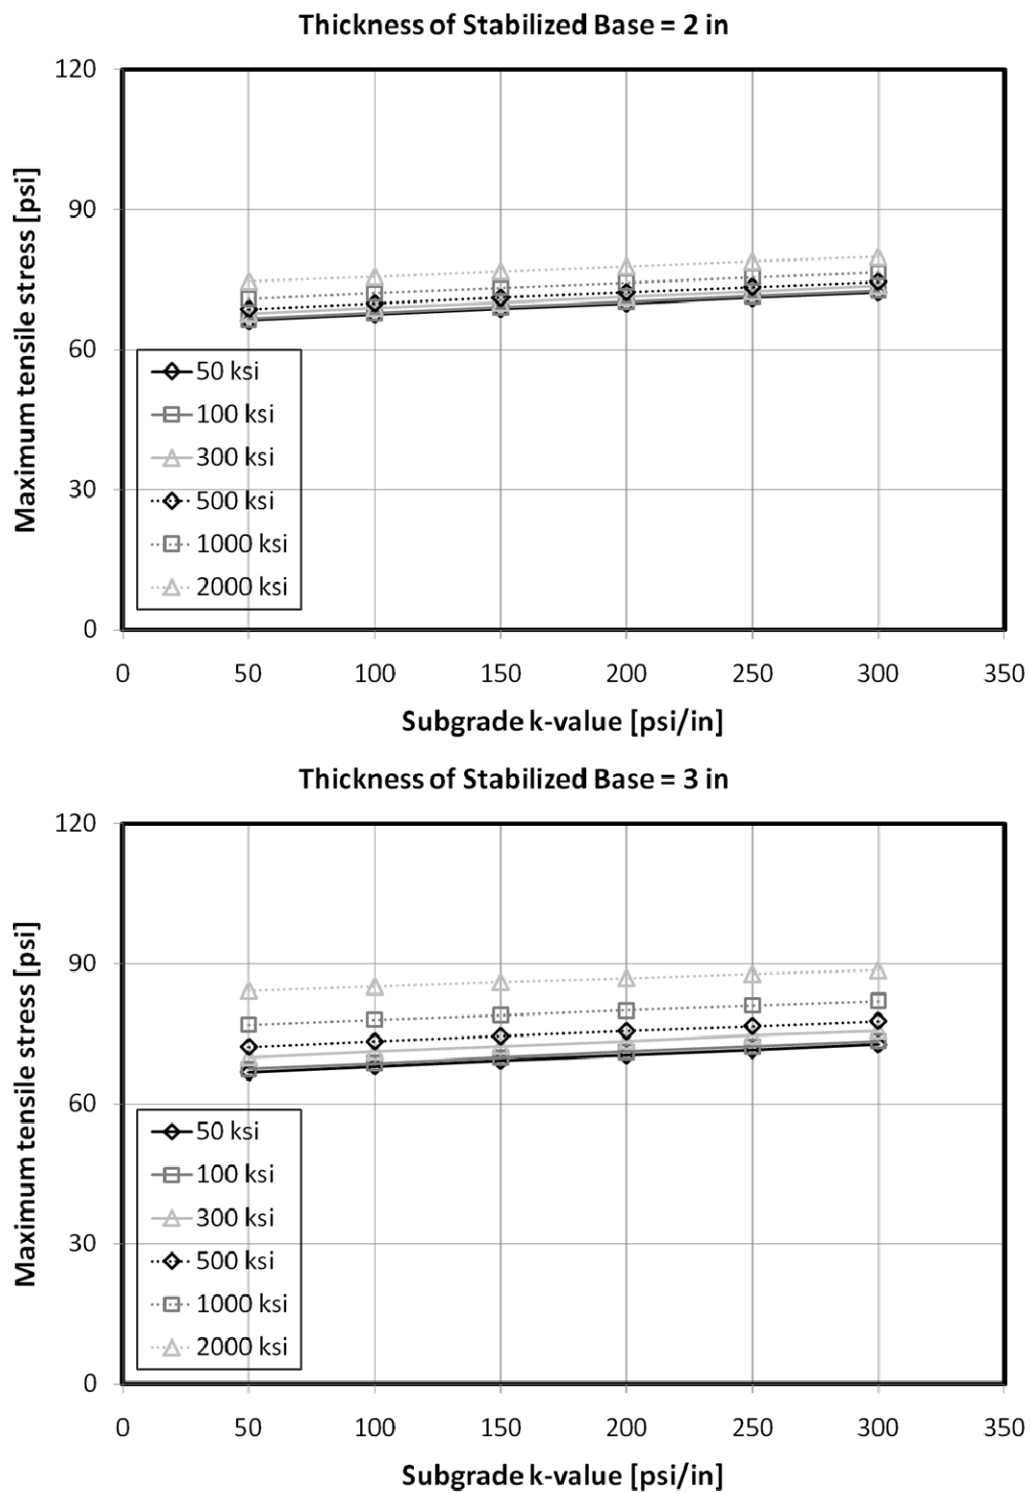 Thickness of Stabilized Base = 2 in
120
90
60
30
0
Maximum tensile stress [psi]
50 ksi
100 ksi
300 ksi
500 ksi
1000 ksi
2000 ksi
0 50 100 150 200 250 300 350
Subgrade k-value [psi/in]
Thickness of Stabilized Base = 3 in
120
90
60
30
0
Maximum tensile stress [psi]
50 ksi
100 ksi
300 ksi
500 ksi
1000 ksi
2000 ksi
0 50 100 150 200 250 300 350
Subgrade k-value [psi/in]